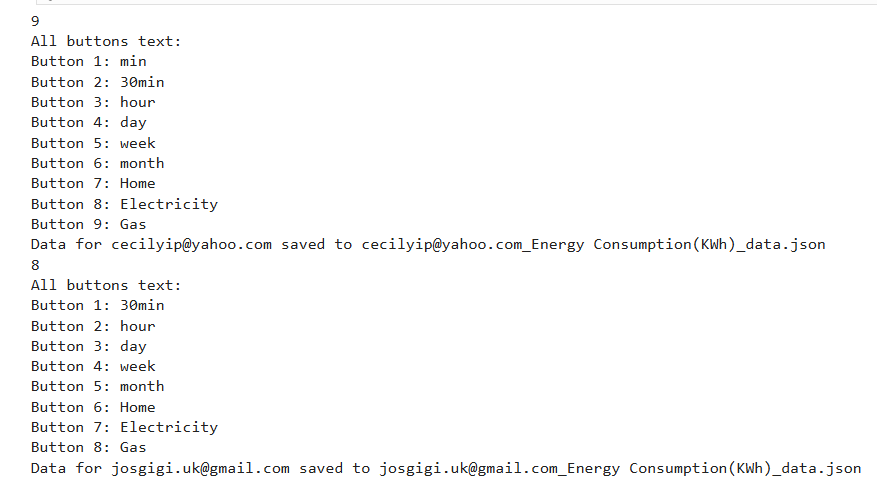 9
All buttons text:
Button 1: min
Button 2: 30min
Button 3: hour
Button 4: day
Button 5: week
Button 6: month
Button 7: Home
Button 8: Electricity
Button 9: Gas
Data for cecilyip@yahoo.com saved to cecilyip@yahoo.com_Energy Consumption(KWh)_data.json
8
All buttons text:
Button 1: 30min
Button 2: hour
Button 3: day
Button 4: week
Button 5: month
Button 6: Home
Button 7: Electricity
Button 8: Gas
Data for josgigi.uk@gmail.com saved to josgigi.uk@gmail.com_Energy Consumption(KWh)_data.json